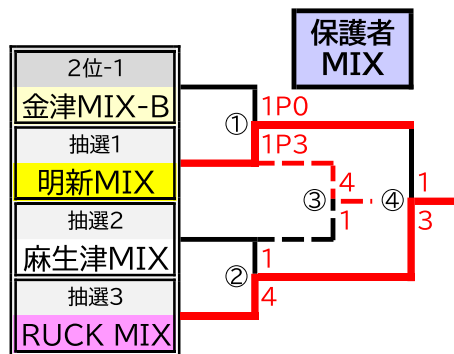 保護者
MIX
2位-1
金津MIX-B
抽選1
明新MIX
抽選2
麻生津MIX
抽選3
RUCK MIX
①
1P0
1P3
③
4
1
④
1
3
②
1
4